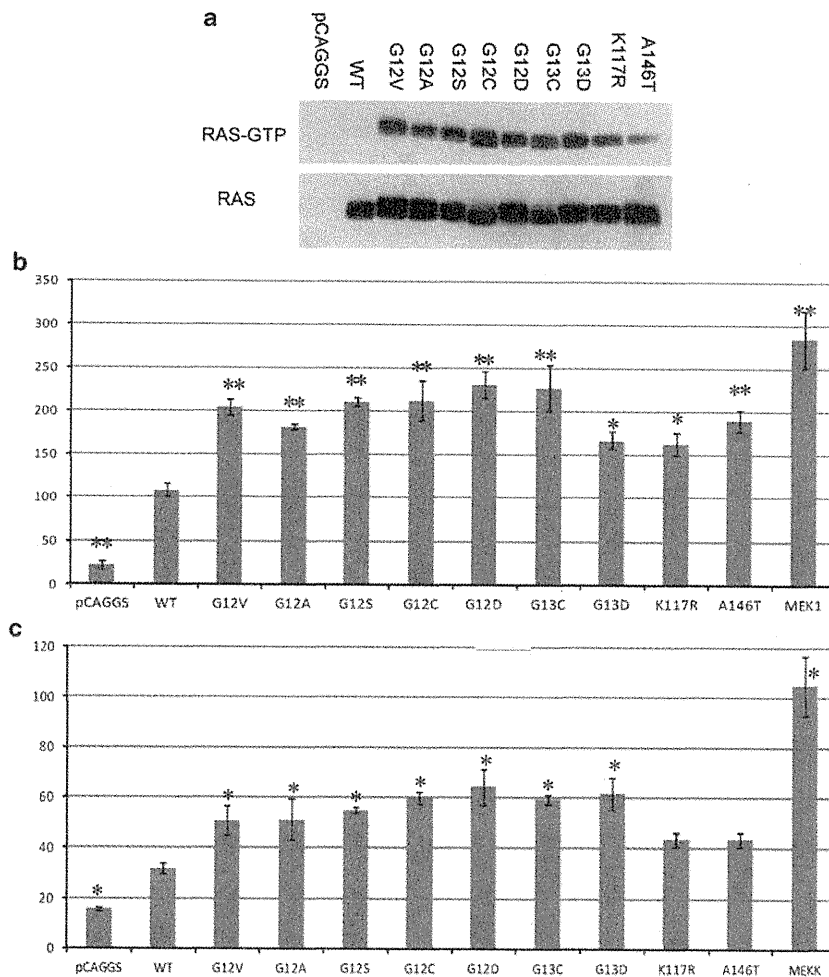 a
pCAGGS WT G12V G12A G12S G12C G12D G13C G13D K117R A146T
RAS-GTP
RAS
b
350
300
250
200
150
100
50
0
** ** ** ** ** ** ** * * ** **
pCAGGS WT G12V G12A G12S G12C G12D G13C G13D K117R A146T MEK1
c
120
100
80
60
40
20
0
* * * * * * * * *
pCAGGS WT G12V G12A G12S G12C G12D G13C G13D K117R A146T MEKK